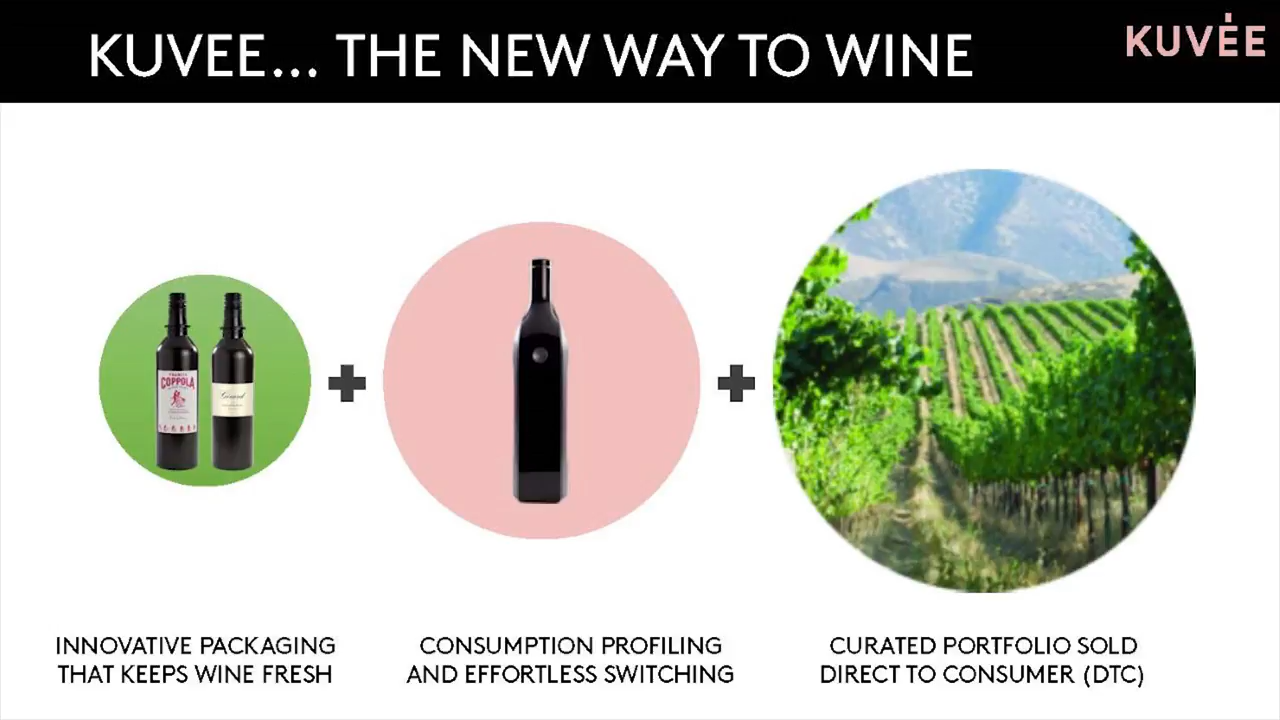 KUVEE... THE NEW WAY TO WINE
KUVÉE
COPPOLA
INNOVATIVE PACKAGING
THAT KEEPS WINE FRESH
CONSUMPTION PROFILING
AND EFFORTLESS SWITCHING
CURATED PORTFOLIO SOLD
DIRECT TO CONSUMER (DTC)